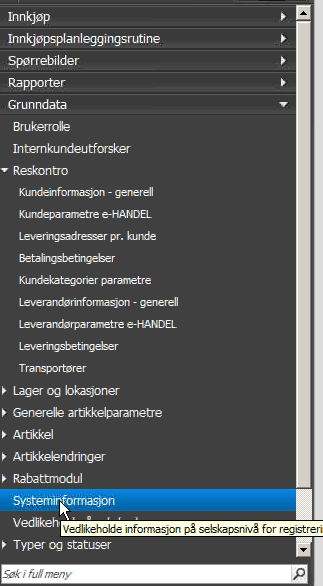 Innkjøp
Innkjøpsplanleggingsrutine
Spørrebilder
Rapporter
Grunndata
Brukerrolle
Internkundeutforsker
Reskontro
Kundeinformasjon - generell
Kundeparametre e-HANDEL
Leveringsadresser pr. kunde
Betalingsbetingelser
Kundekategorier parametre
Leverandørinformasjon - generell
Leverandørparametre e-HANDEL
Leveringsbetingelser
Transportører
Lager og lokasjoner
Generelle artikkelparametre
Artikkel
Artikkelendringer
Rabattmodul
Systeminformasjon
Vedlikeholde informasjon på selskapsnivå for registreri
Typer og statuser
Søk i full meny